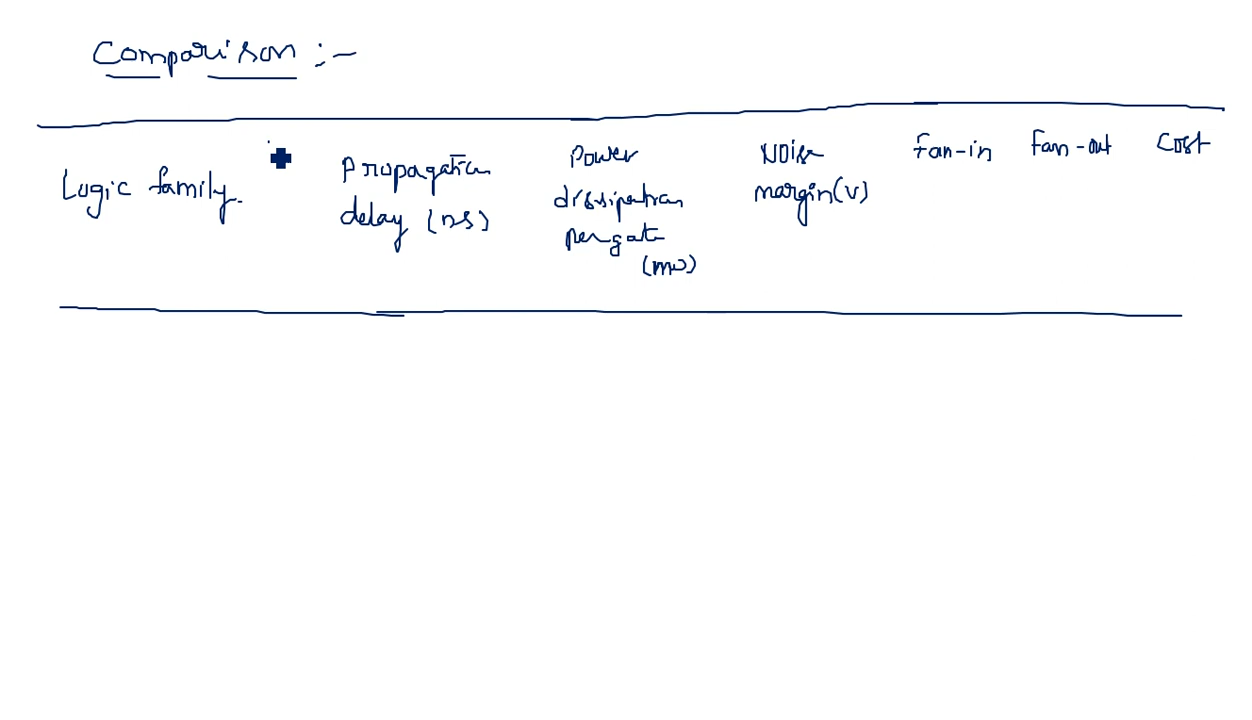 Comparison :-
Logic family.
Propagation
delay (ns)
Power
dissipation
per gate
(mw)
Noise
margin (v)
Fan-in
Fan-out
Cost